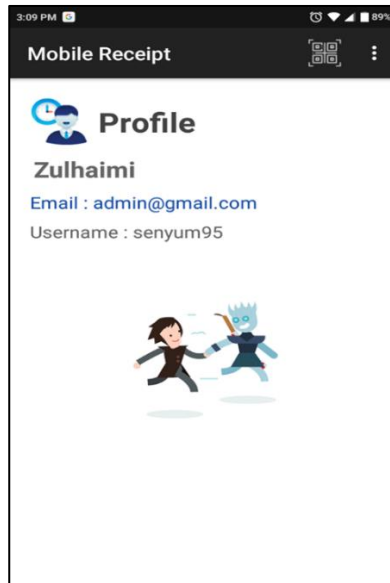 3:09 PM
89%
Mobile Receipt
Profile
Zulhaimi
Email : admin@gmail.com
Username : senyum95